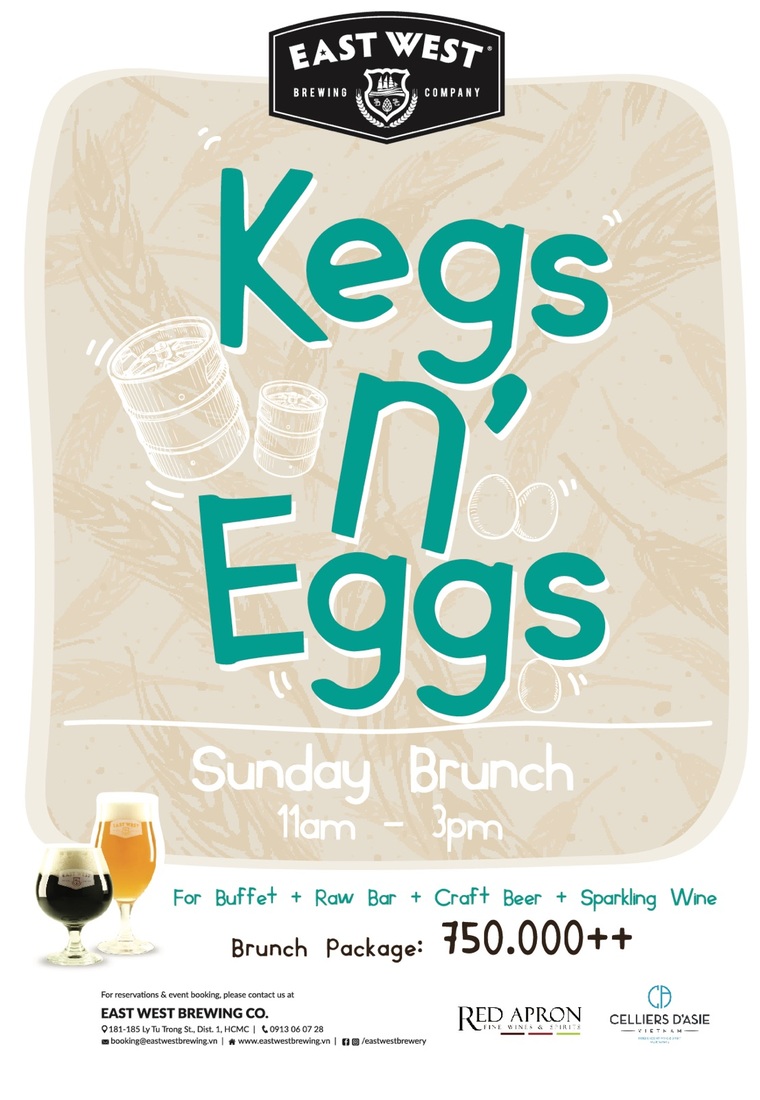 EAST WEST®
BREWING COMPANY
Kegs
n'
Eggs
Sunday Brunch
11am - 3pm
For Buffet + Raw Bar + Craft Beer + Sparkling Wine
Brunch Package: 750.000++
For reservations & event booking, please contact us at
EAST WEST BREWING CO.
181-185 Ly Tu Trong St., Dist. 1, HCMC | 0913 06 07 28
booking@eastwestbrewing.vn | www.eastwestbrewing.vn | /eastwestbrewery
RED APRON
FINE WINES & SPIRITS
CA
CELLIERS D'ASIE
VIETNAM